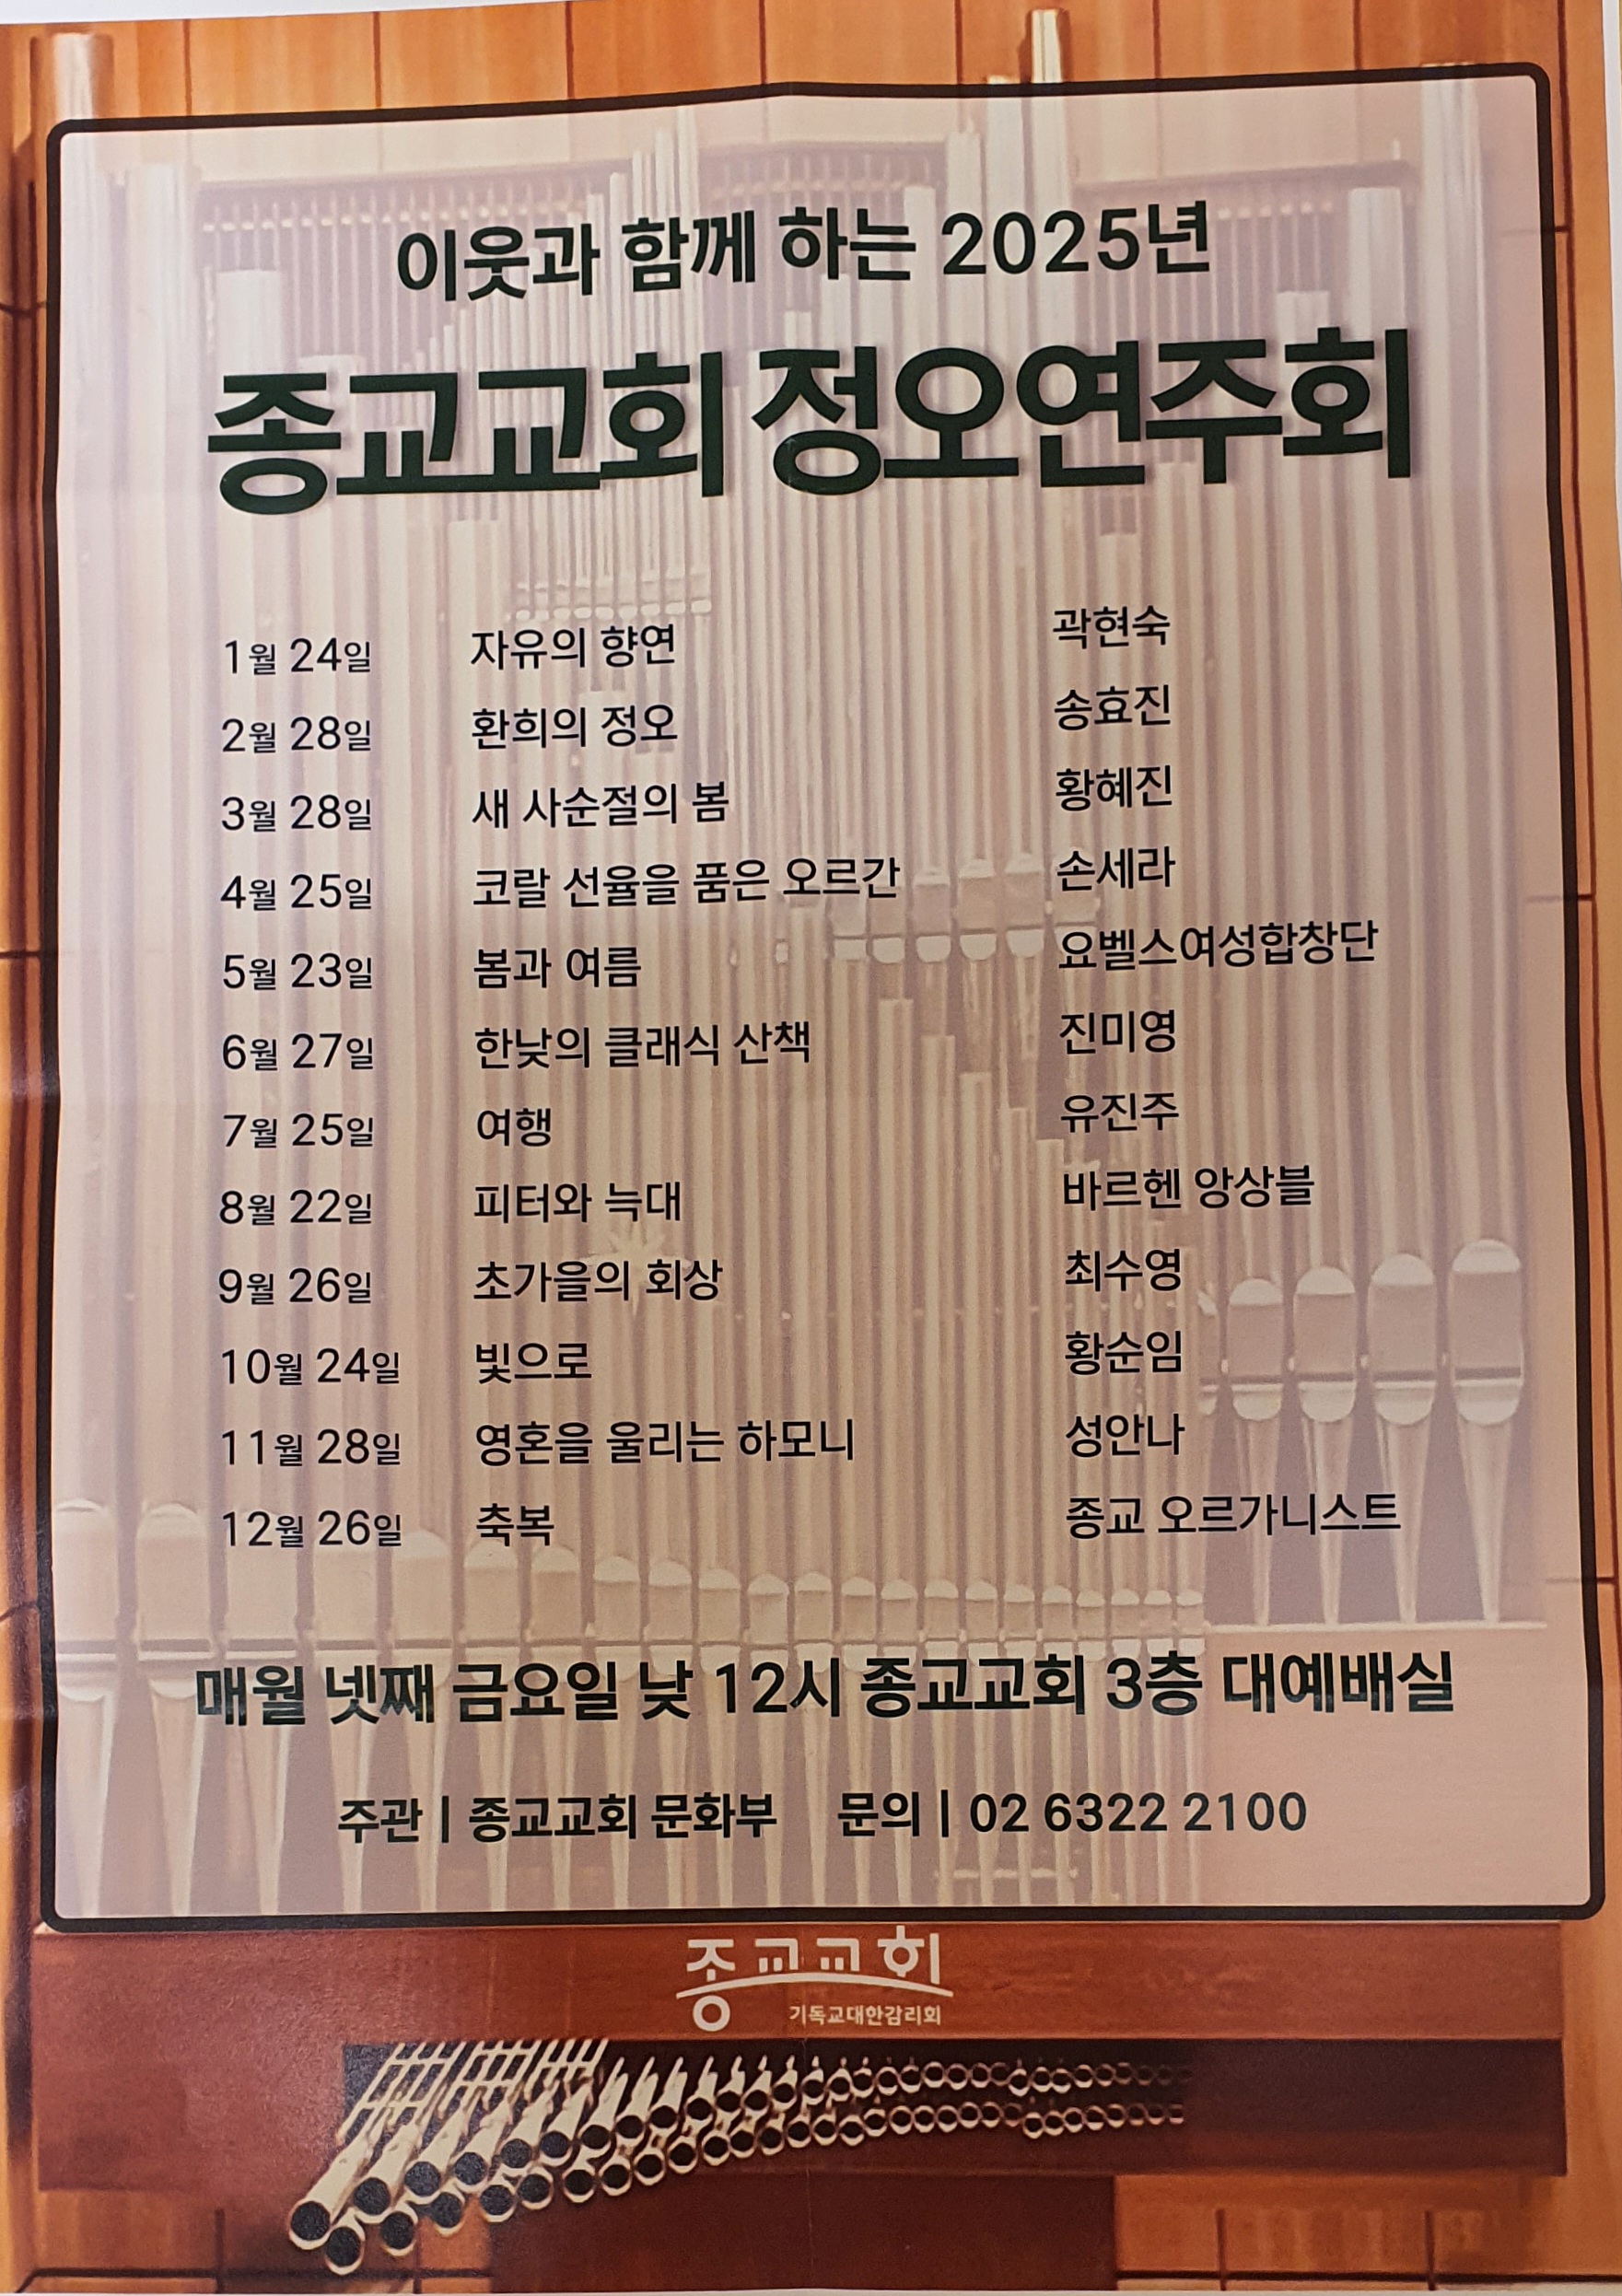 이웃과 함께 하는 2025년
종교교회 정오연주회
1월 24일 자유의 향연 곽현숙
2월 28일 환희의 정오 송효진
3월 28일 새 사순절의 봄 황혜진
4월 25일 코랄 선율을 품은 오르간 손세라
5월 23일 봄과 여름 요벨스여성합창단
6월 27일 한낮의 클래식 산책 진미영
7월 25일 여행 유진주
8월 22일 피터와 늑대 바르헨 앙상블
9월 26일 초가을의 회상 최수영
10월 24일 빛으로 황순임
11월 28일 영혼을 울리는 하모니 성안나
12월 26일 축복 종교 오르가니스트
매월 넷째 금요일 낮 12시 종교교회 3층 대예배실
주관 | 종교교회 문화부 문의 | 02 6322 2100
종교교회
기독교대한감리회